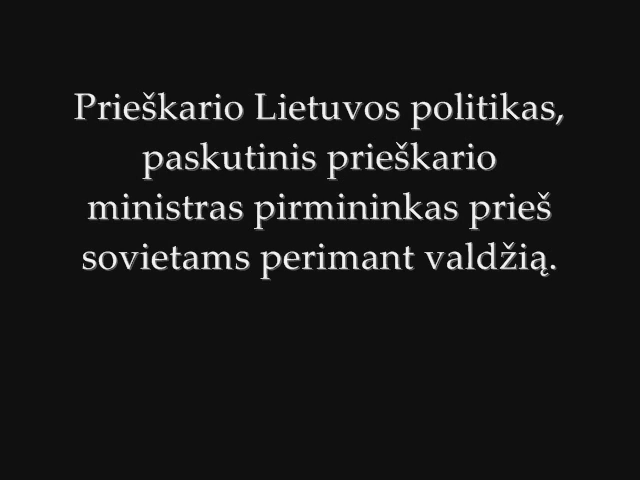 Prieškario Lietuvos politikas,
paskutinis prieškario
ministras pirmininkas prieš
sovietams perimant valdžią.